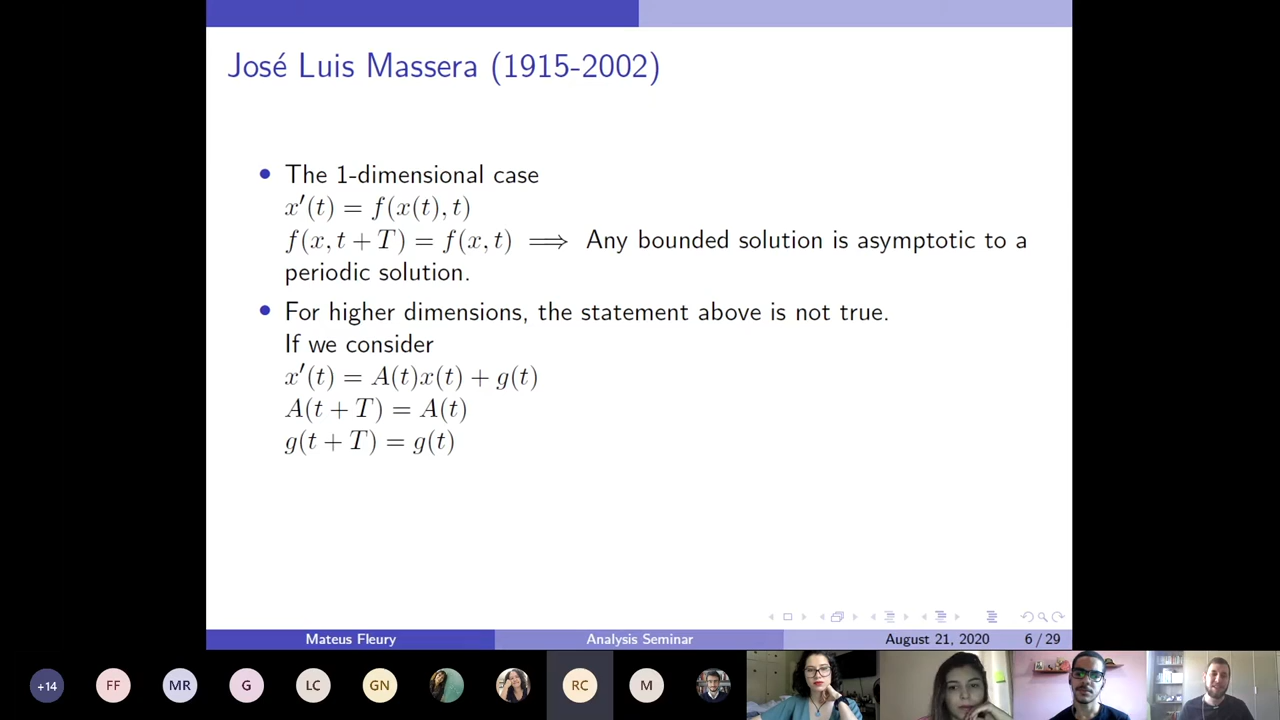 José Luis Massera (1915-2002)
• The 1-dimensional case
x′(t) = f(x(t), t)
f(x, t + T) = f(x, t) ⟹ Any bounded solution is asymptotic to a
periodic solution.
• For higher dimensions, the statement above is not true.
If we consider
x′(t) = A(t)x(t) + g(t)
A(t + T) = A(t)
g(t + T) = g(t)
Mateus Fleury Analysis Seminar August 21, 2020 6 / 29
+14 FF MR G LC GN RC M